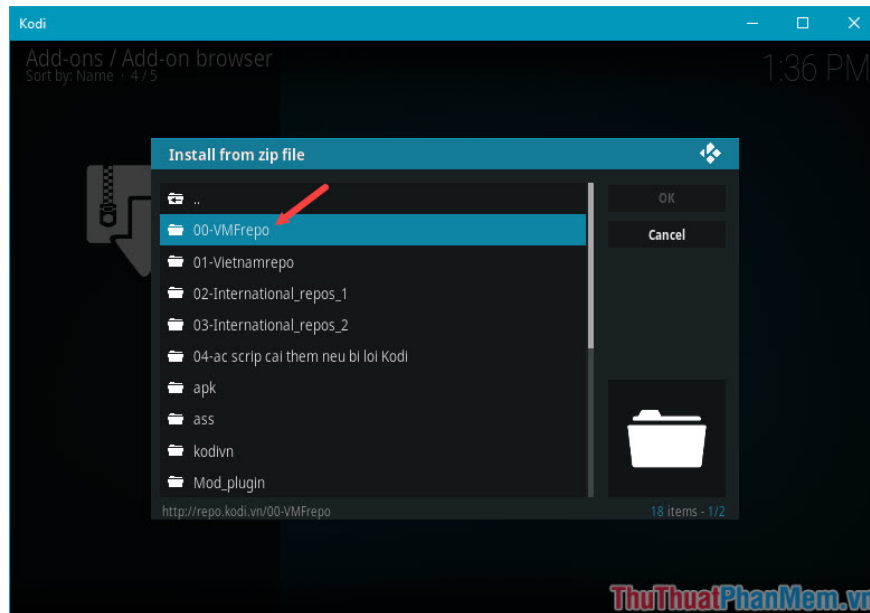 Kodi
Add-ons / Add-on browser
Sort by: Name · 4 / 5
1:36 PM
Install from zip file
..
OK
00-VMFrepo
Cancel
01-Vietnamrepo
02-International_repos_1
03-International_repos_2
04-ac scrip cai them neu bi loi Kodi
apk
ass
kodivn
Mod_plugin
http://repo.kodi.vn/00-VMFrepo
18 items - 1/2
ThuThuatPhanMem.vn